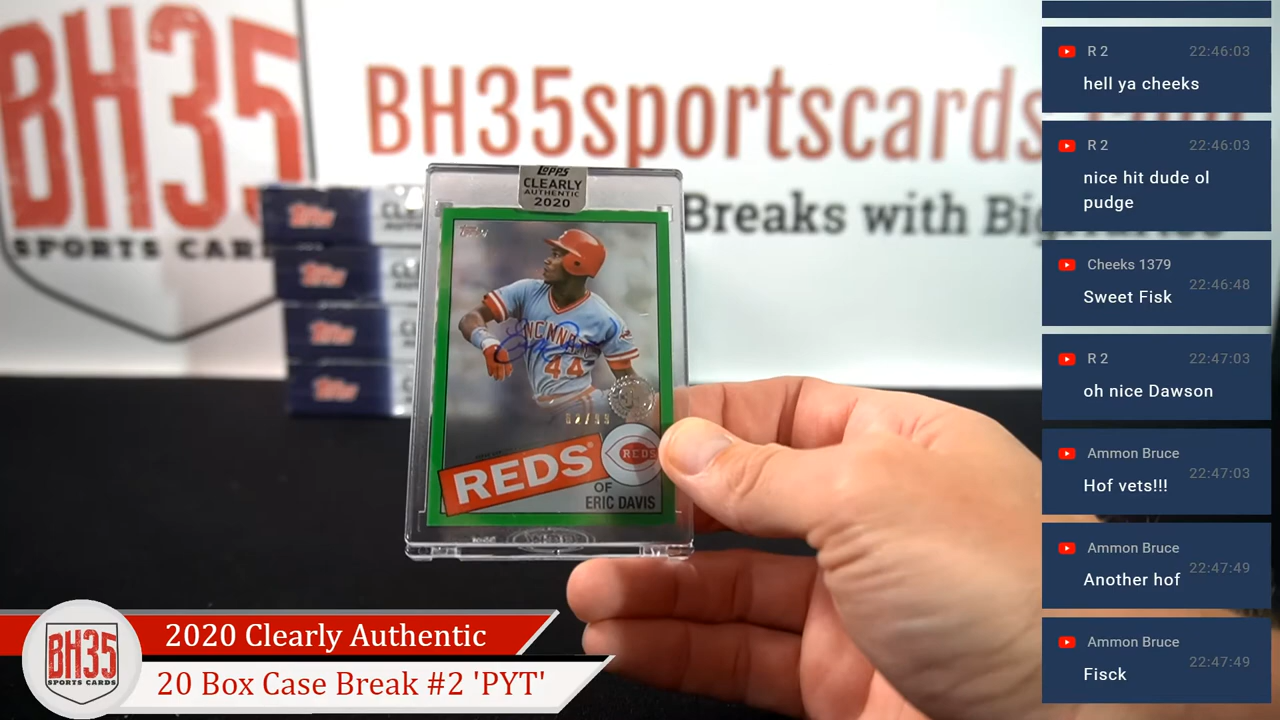 BH35
SPORTS CARDS
BH35sportscards
Breaks with Big
Topps
CLEARLY
AUTHENTIC
2020
Topps
CINCINNATI
44
REDS
REDS
OF
ERIC DAVIS
2020 Clearly Authentic
20 Box Case Break #2 'PYT'
BH35
SPORTS CARDS
R 2
22:46:03
hell ya cheeks
R 2
22:46:03
nice hit dude ol
pudge
Cheeks 1379
22:46:48
Sweet Fisk
R 2
22:47:03
oh nice Dawson
Ammon Bruce
22:47:03
Hof vets!!!
Ammon Bruce
22:47:49
Another hof
Ammon Bruce
22:47:49
Fisck